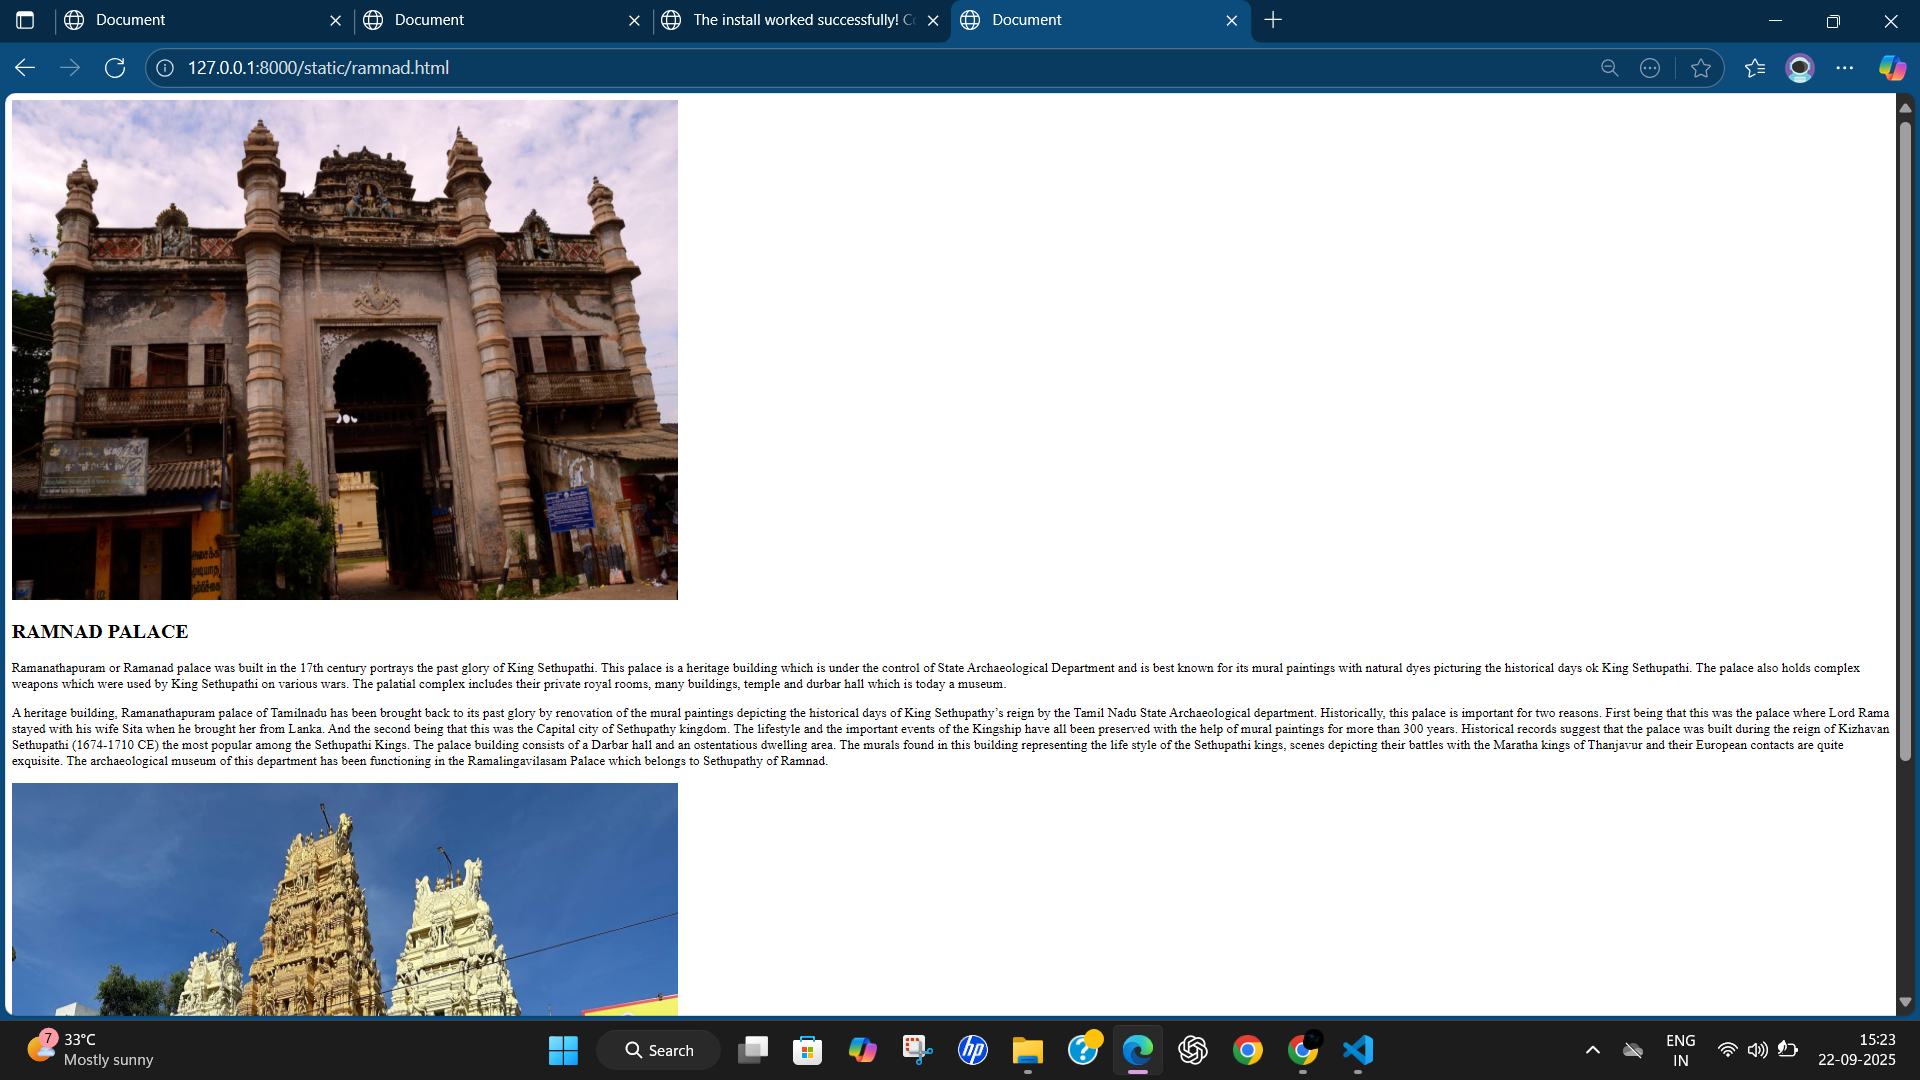 Document
Document
The install worked successfully! Co
Document
127.0.0.1:8000/static/ramnad.html
RAMNAD PALACE
Ramanathapuram or Ramanad palace was built in the 17th century portrays the past glory of King Sethupathi. This palace is a heritage building which is under the control of State Archaeological Department and is best known for its mural paintings with natural dyes picturing the historical days ok King Sethupathi. The palace also holds complex
weapons which were used by King Sethupathi on various wars. The palatial complex includes their private royal rooms, many buildings, temple and durbar hall which is today a museum.
A heritage building, Ramanathapuram palace of Tamilnadu has been brought back to its past glory by renovation of the mural paintings depicting the historical days of King Sethupathy’s reign by the Tamil Nadu State Archaeological department. Historically, this palace is important for two reasons. First being that this was the palace where Lord Rama
stayed with his wife Sita when he brought her from Lanka. And the second being that this was the Capital city of Sethupathy kingdom. The lifestyle and the important events of the Kingship have all been preserved with the help of mural paintings for more than 300 years. Historical records suggest that the palace was built during the reign of Kizhavan
Sethupathi (1674-1710 CE) the most popular among the Sethupathi Kings. The palace building consists of a Darbar hall and an ostentatious dwelling area. The murals found in this building representing the life style of the Sethupathi kings, scenes depicting their battles with the Maratha kings of Thanjavur and their European contacts are quite
exquisite. The archaeological museum of this department has been functioning in the Ramalingavilasam Palace which belongs to Sethupathy of Ramnad.
7
33°C
Mostly sunny
Search
hp
ENG
IN
15:23
22-09-2025